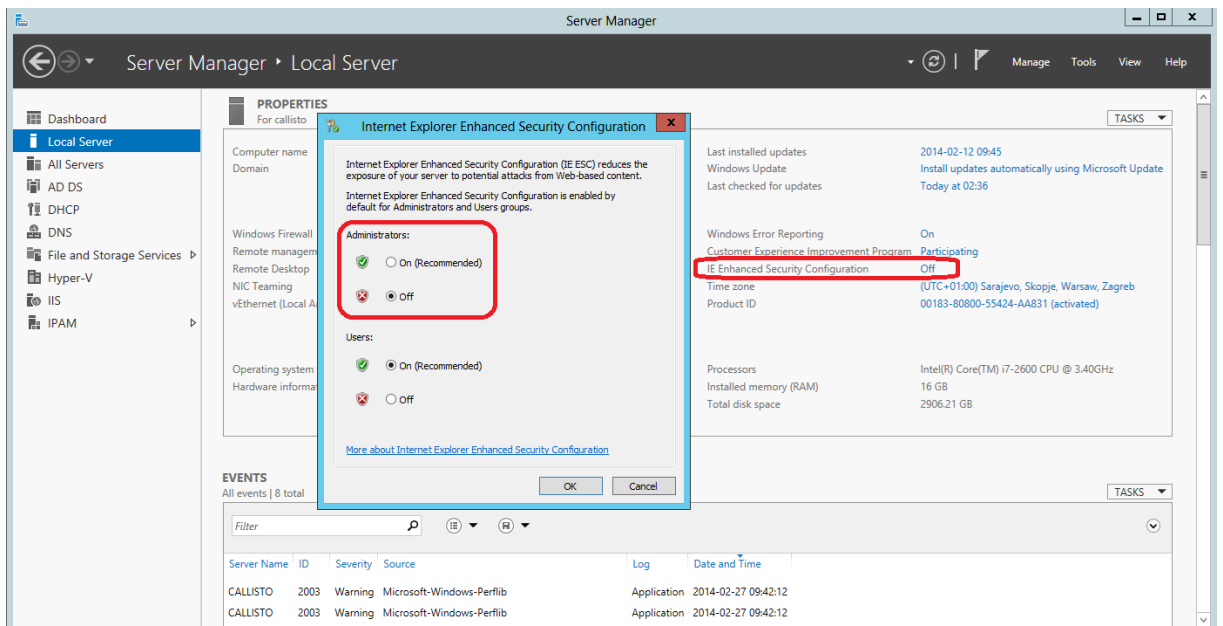 Server Manager
Server Manager • Local Server
Manage Tools View Help
Dashboard
Local Server
All Servers
AD DS
DHCP
DNS
File and Storage Services
Hyper-V
IIS
IPAM
PROPERTIES
For callisto
TASKS
Computer name
Domain
Windows Firewall
Remote managem
Remote Desktop
NIC Teaming
vEthernet (Local A
Operating system
Hardware informa
Internet Explorer Enhanced Security Configuration
Internet Explorer Enhanced Security Configuration (IE ESC) reduces the
exposure of your server to potential attacks from Web-based content.
Internet Explorer Enhanced Security Configuration is enabled by
default for Administrators and Users groups.
Administrators:
On (Recommended)
Off
Users:
On (Recommended)
Off
More about Internet Explorer Enhanced Security Configuration
OK Cancel
Last installed updates 2014-02-12 09:45
Windows Update Install updates automatically using Microsoft Update
Last checked for updates Today at 02:36
Windows Error Reporting On
Customer Experience Improvement Program Participating
IE Enhanced Security Configuration Off
Time zone (UTC+01:00) Sarajevo, Skopje, Warsaw, Zagreb
Product ID 00183-80800-55424-AA831 (activated)
Processors Intel(R) Core(TM) i7-2600 CPU @ 3.40GHz
Installed memory (RAM) 16 GB
Total disk space 2906.21 GB
EVENTS
All events | 8 total
TASKS
Filter
Server Name ID Severity Source Log Date and Time
CALLISTO 2003 Warning Microsoft-Windows-Perflib Application 2014-02-27 09:42:12
CALLISTO 2003 Warning Microsoft-Windows-Perflib Application 2014-02-27 09:42:12